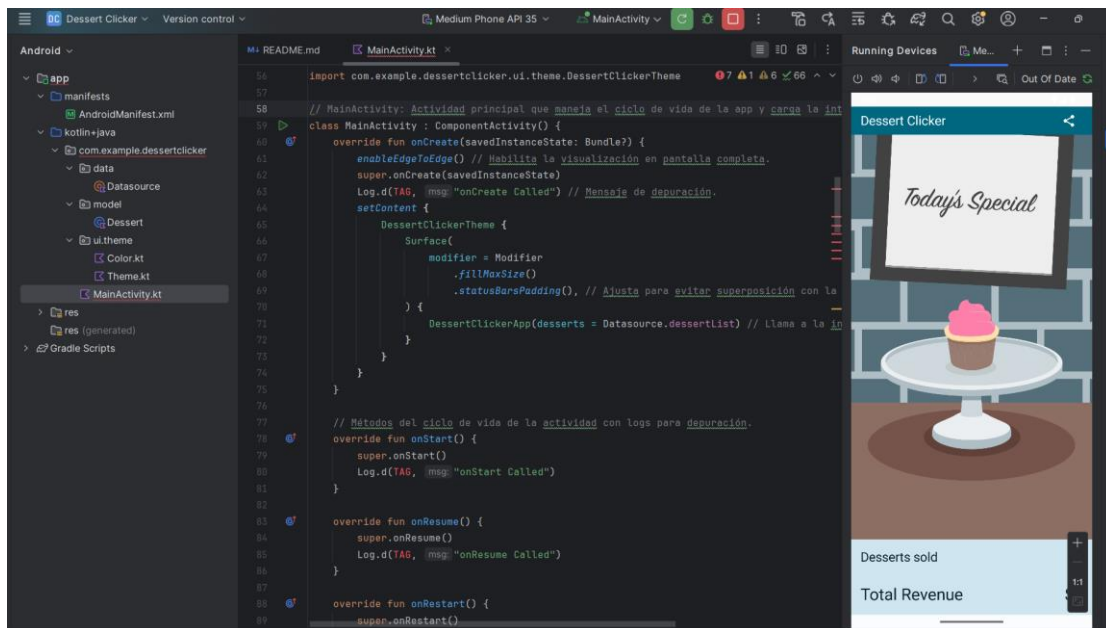 DC Dessert Clicker Version control Medium Phone API 35 MainActivity
Android
app
manifests
AndroidManifest.xml
kotlin+java
com.example.dessertclicker
data
Datasource
model
Dessert
ui.theme
Color.kt
Theme.kt
MainActivity.kt
res
res (generated)
Gradle Scripts
README.md MainActivity.kt
7 1 6 66
56 import com.example.dessertclicker.ui.theme.DessertClickerTheme
57
58 // MainActivity: Actividad principal que maneja el ciclo de vida de la app y carga la int
59 class MainActivity : ComponentActivity() {
60 override fun onCreate(savedInstanceState: Bundle?) {
61 enableEdgeToEdge() // Habilita la visualización en pantalla completa.
62 super.onCreate(savedInstanceState)
63 Log.d(TAG, msg: "onCreate Called") // Mensaje de depuración.
64 setContent {
65 DessertClickerTheme {
66 Surface(
67 modifier = Modifier
68 .fillMaxSize()
69 .statusBarsPadding(), // Ajusta para evitar superposición con la
70 ) {
71 DessertClickerApp(desserts = Datasource.dessertList) // Llama a la in
72 }
73 }
74 }
75 }
76
77 // Métodos del ciclo de vida de la actividad con logs para depuración.
78 override fun onStart() {
79 super.onStart()
80 Log.d(TAG, msg: "onStart Called")
81 }
82
83 override fun onResume() {
84 super.onResume()
85 Log.d(TAG, msg: "onResume Called")
86 }
87
88 override fun onRestart() {
89 super.onRestart()
Running Devices Me...
Out Of Date
Dessert Clicker
Today's Special
Desserts sold
Total Revenue
1:1